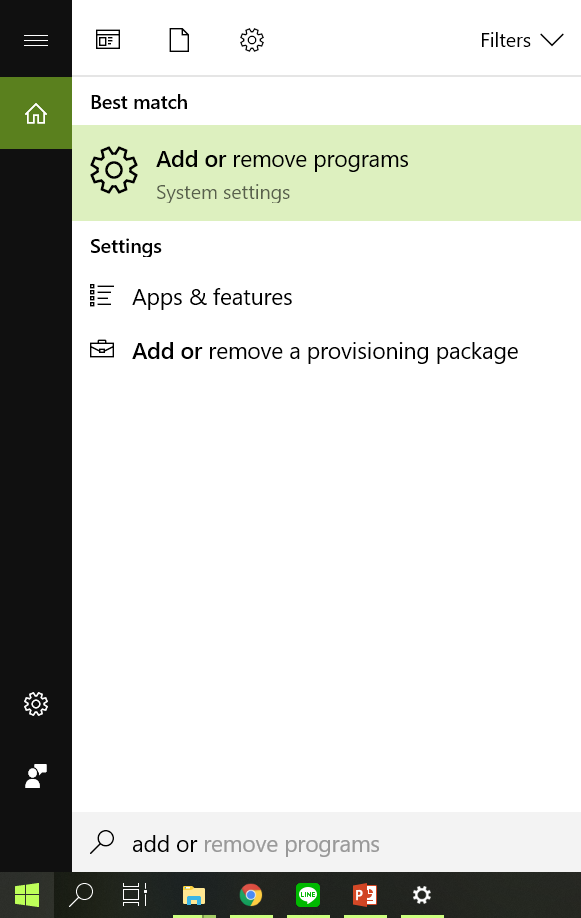 Filters
Best match
Add or remove programs
System settings
Settings
Apps & features
Add or remove a provisioning package
add or remove programs
LINE
P